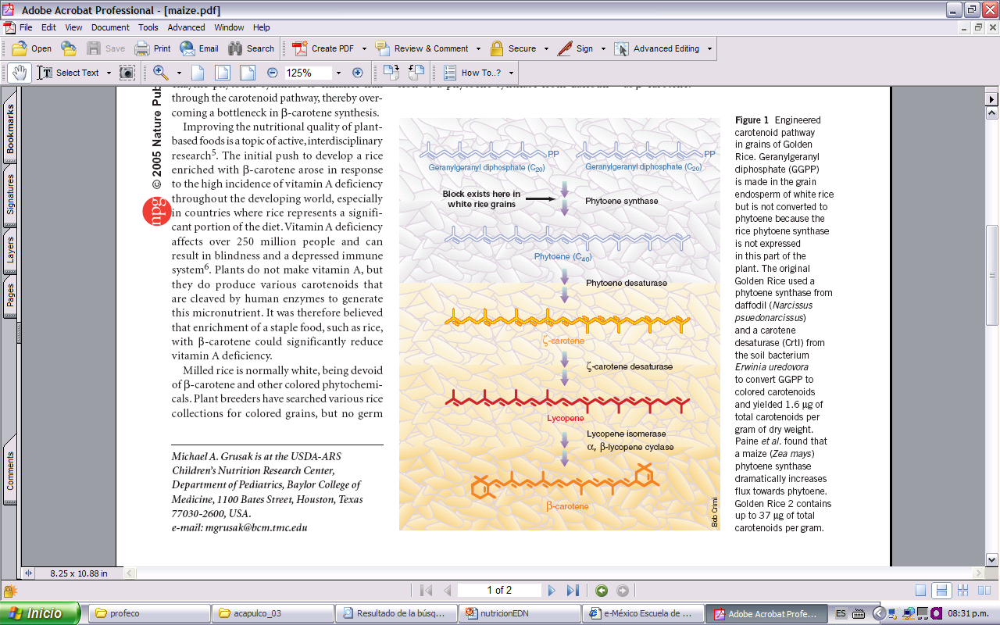 Adobe Acrobat Professional - [maize.pdf]
File Edit View Document Tools Advanced Window Help
Open Save Print Email Search Create PDF Review & Comment Secure Sign Advanced Editing
Select Text 125% How To..?
Bookmarks
Signatures
Layers
Pages
Comments
© 2005 Nature Pub
npg
through the carotenoid pathway, thereby over-
coming a bottleneck in β-carotene synthesis.
Improving the nutritional quality of plant-
based foods is a topic of active, interdisciplinary
research5. The initial push to develop a rice
enriched with β-carotene arose in response
to the high incidence of vitamin A deficiency
throughout the developing world, especially
in countries where rice represents a signifi-
cant portion of the diet. Vitamin A deficiency
affects over 250 million people and can
result in blindness and a depressed immune
system6. Plants do not make vitamin A, but
they do produce various carotenoids that
are cleaved by human enzymes to generate
this micronutrient. It was therefore believed
that enrichment of a staple food, such as rice,
with β-carotene could significantly reduce
vitamin A deficiency.
Milled rice is normally white, being devoid
of β-carotene and other colored phytochemi-
cals. Plant breeders have searched various rice
collections for colored grains, but no germ
Michael A. Grusak is at the USDA-ARS
Children's Nutrition Research Center,
Department of Pediatrics, Baylor College of
Medicine, 1100 Bates Street, Houston, Texas
77030-2600, USA.
e-mail: mgrusak@bcm.tmc.edu
PP PP
Geranylgeranyl diphosphate (C20) Geranylgeranyl diphosphate (C20)
Block exists here in
white rice grains
Phytoene synthase
Phytoene (C40)
Phytoene desaturase
ζ-carotene
ζ-carotene desaturase
Lycopene
Lycopene isomerase
α, β-lycopene cyclase
β-carotene
Bob Crimi
Figure 1 Engineered
carotenoid pathway
in grains of Golden
Rice. Geranylgeranyl
diphosphate (GGPP)
is made in the grain
endosperm of white rice
but is not converted to
phytoene because the
rice phytoene synthase
is not expressed
in this part of the
plant. The original
Golden Rice used a
phytoene synthase from
daffodil (Narcissus
psuedonarcissus)
and a carotene
desaturase (CrtI) from
the soil bacterium
Erwinia uredovora
to convert GGPP to
colored carotenoids
and yielded 1.6 µg of
total carotenoids per
gram of dry weight.
Paine et al. found that
a maize (Zea mays)
phytoene synthase
dramatically increases
flux towards phytoene.
Golden Rice 2 contains
up to 37 µg of total
carotenoids per gram.
8.25 x 10.88 in
1 of 2
Inicio profeco acapulco_03 Resultado de la búsq... nutricionEDN e-México Escuela de ... Adobe Acrobat Profe... ES 08:31 p.m.